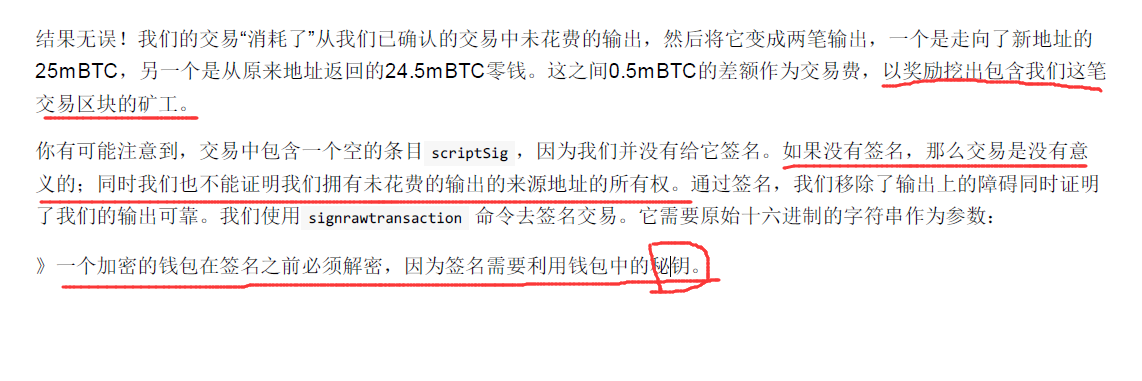 结果无误！我们的交易“消耗了”从我们已确认的交易中未花费的输出，然后将它变成两笔输出，一个是走向了新地址的
25mBTC，另一个是从原来地址返回的24.5mBTC零钱。这之间0.5mBTC的差额作为交易费，以奖励挖出包含我们这笔
交易区块的矿工。
你有可能注意到，交易中包含一个空的条目 scriptSig ，因为我们并没有给它签名。如果没有签名，那么交易是没有意
义的；同时我们也不能证明我们拥有未花费的输出的来源地址的所有权。通过签名，我们移除了输出上的障碍同时证明
了我们的输出可靠。我们使用 signrawtransaction 命令去签名交易。它需要原始十六进制的字符串作为参数：
》一个加密的钱包在签名之前必须解密，因为签名需要利用钱包中的秘钥。